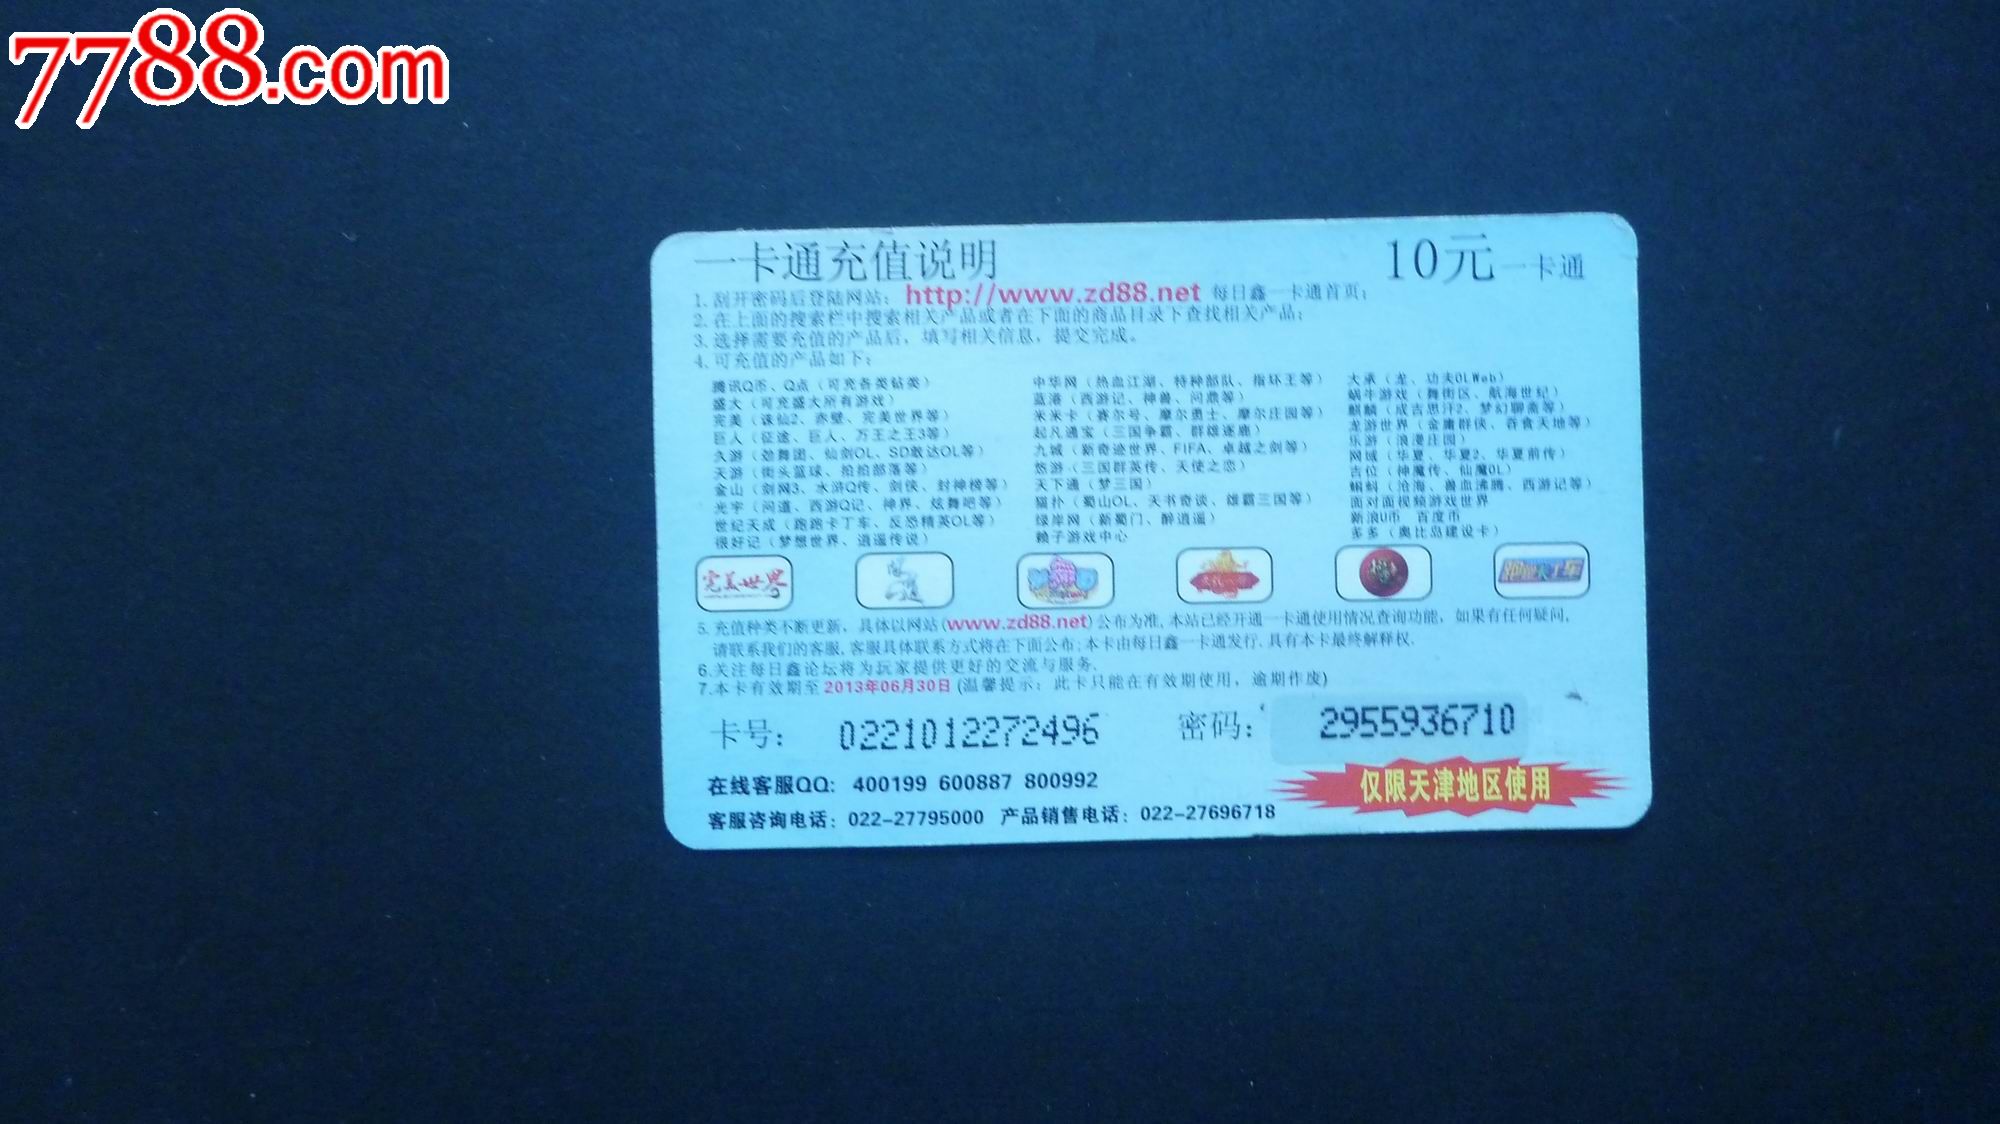 7788.com
一卡通充值说明
10元一卡通
1. 刮开密码后登陆网站: http://www.zd88.net 每日鑫一卡通首页;
2. 在上面的搜索栏中搜索相关产品或者在下面的商品目录下查找相关产品;
3. 选择需要充值的产品后，填写相关信息，提交完成。
4. 可充值的产品如下:
腾讯Q币、Q点（可充各类钻类）
盛大（可充盛大所有游戏）
完美（诛仙2、赤壁、完美世界等）
巨人（征途、巨人、万王之王3等）
久游（劲舞团、仙剑OL、SD敢达OL等）
天游（街头篮球、拍拍部落等）
金山（剑网3、水浒Q传、剑侠、封神榜等）
光宇（问道、西游Q记、神界、炫舞吧等）
世纪天成（跑跑卡丁车、反恐精英OL等）
很好记（梦想世界、逍遥传说）
中华网（热血江湖、特种部队、指环王等）
蓝港（西游记、神兽、问鼎等）
米米卡（赛尔号、摩尔勇士、摩尔庄园等）
起凡通宝（三国争霸、群雄逐鹿）
九城（新奇迹世界、FIFA、卓越之剑等）
悠游（三国群英传、天使之恋）
天下通（梦三国）
猫扑（蜀山OL、天书奇谈、雄霸三国等）
绿岸网（新蜀门、醉逍遥）
赖子游戏中心
大承（龙、功夫OLWeb）
蜗牛游戏（舞街区、航海世纪）
麒麟（成吉思汗2、梦幻聊斋等）
龙游世界（金庸群侠、吞食天地等）
乐游（浪漫庄园）
网域（华夏、华夏2、华夏前传）
吉位（神魔传、仙魔OL）
蝌蚪（沧海、兽血沸腾、西游记等）
面对面视频游戏世界
新浪U币 百度币
多多（奥比岛建设卡）
完美世界
问道
跑跑卡丁车
5. 充值种类不断更新，具体以网站(www.zd88.net)公布为准,本站已经开通一卡通使用情况查询功能，如果有任何疑问,
请联系我们的客服,客服具体联系方式将在下面公布;本卡由每日鑫一卡通发行,具有本卡最终解释权.
6.关注每日鑫论坛将为玩家提供更好的交流与服务.
7.本卡有效期至 2013年06月30日 (温馨提示: 此卡只能在有效期使用，逾期作废)
卡号: 0221012272496 密码: 2955936710
在线客服QQ: 400199 600887 800992
仅限天津地区使用
客服咨询电话: 022-27795000 产品销售电话: 022-27696718